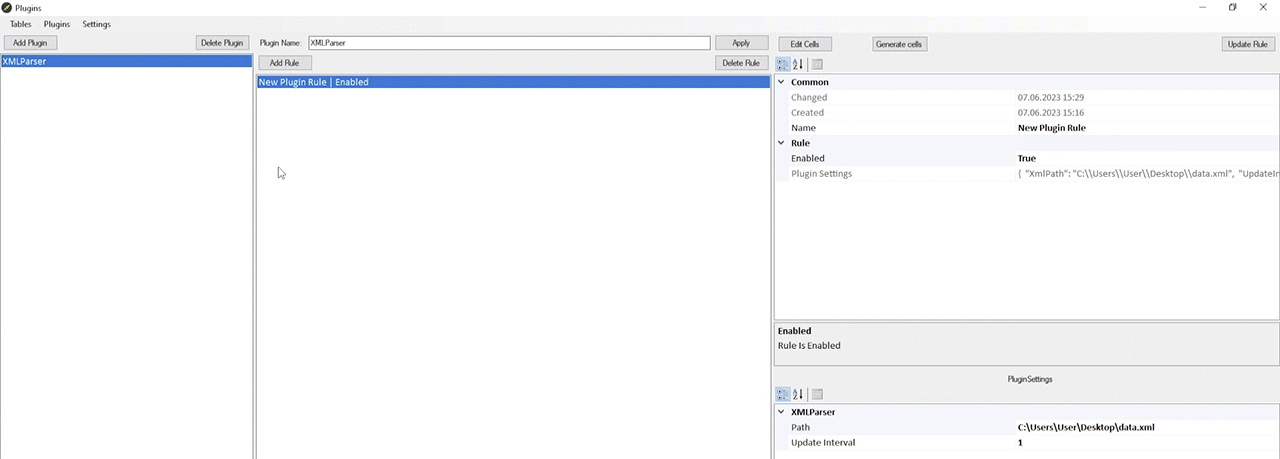 Plugins
Tables Plugins Settings
Add Plugin Delete Plugin Plugin Name: XMLParser Apply Edit Cells Generate cells Update Rule
XMLParser
Add Rule Delete Rule
New Plugin Rule | Enabled
Common
Changed 07.06.2023 15:29
Created 07.06.2023 15:16
Name New Plugin Rule
Rule
Enabled True
Plugin Settings { "XmlPath": "C:\\Users\\User\\Desktop\\data.xml", "UpdateIn
Enabled
Rule Is Enabled
PluginSettings
XMLParser
Path C:\Users\User\Desktop\data.xml
Update Interval 1